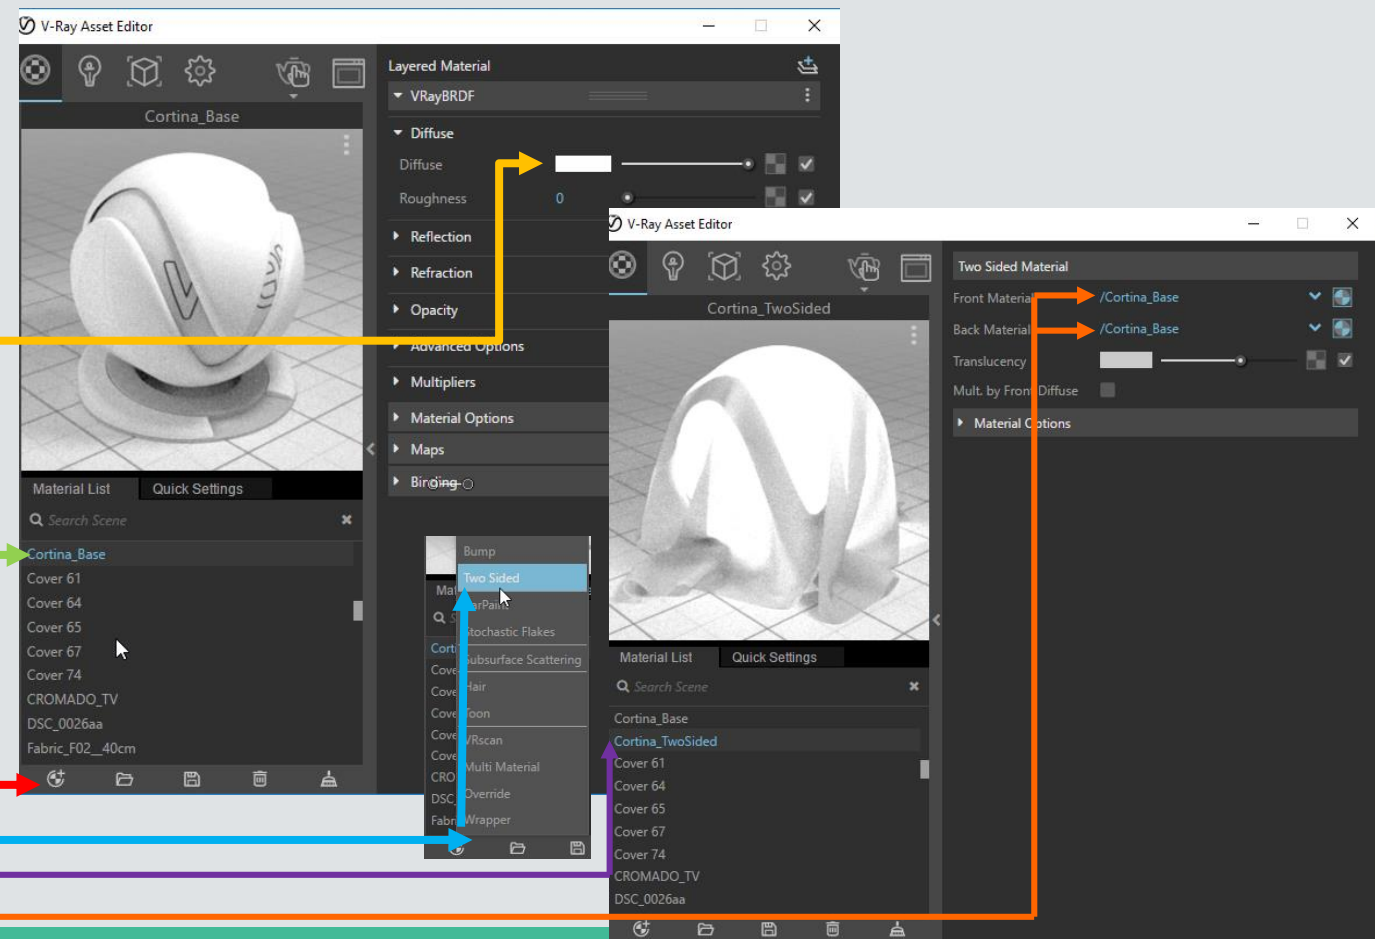 V-Ray Asset Editor
Cortina_Base
Material List
Quick Settings
Search Scene
Cortina_Base
Cover 61
Cover 64
Cover 65
Cover 67
Cover 74
CROMADO_TV
DSC_0026aa
Fabric_F02__40cm
Layered Material
VRayBRDF
Diffuse
Diffuse
Roughness 0
Reflection
Refraction
Opacity
Advanced Options
Multipliers
Material Options
Maps
Binding
Bump
Two Sided
Stochastic Flakes
Subsurface Scattering
Hair
Toon
VRscan
Multi Material
Override
Wrapper
V-Ray Asset Editor
Cortina_TwoSided
Material List
Quick Settings
Search Scene
Cortina_Base
Cortina_TwoSided
Cover 61
Cover 64
Cover 65
Cover 67
Cover 74
CROMADO_TV
DSC_0026aa
Two Sided Material
Front Material /Cortina_Base
Back Material /Cortina_Base
Translucency
Mult. by Front Diffuse
Material Options